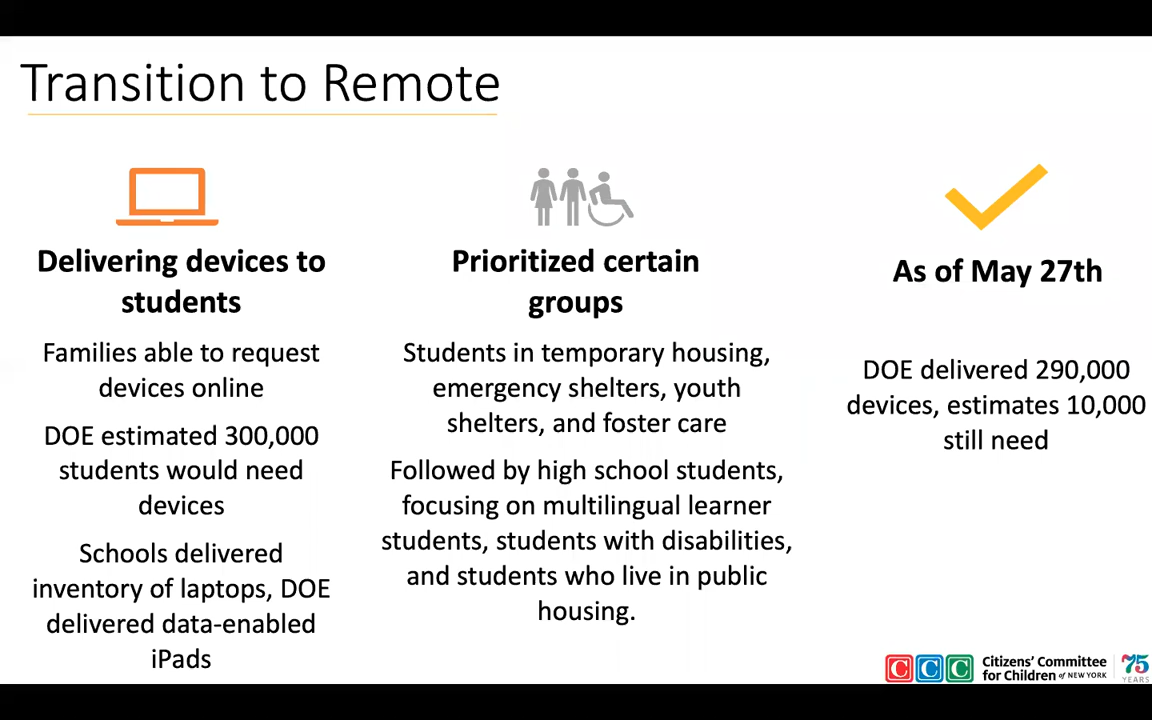 Transition to Remote
Delivering devices to
students
Families able to request
devices online
DOE estimated 300,000
students would need
devices
Schools delivered
inventory of laptops, DOE
delivered data-enabled
iPads
Prioritized certain
groups
Students in temporary housing,
emergency shelters, youth
shelters, and foster care
Followed by high school students,
focusing on multilingual learner
students, students with disabilities,
and students who live in public
housing.
As of May 27th
DOE delivered 290,000
devices, estimates 10,000
still need
C C C
Citizens' Committee
for Children of NEW YORK
75
YEARS